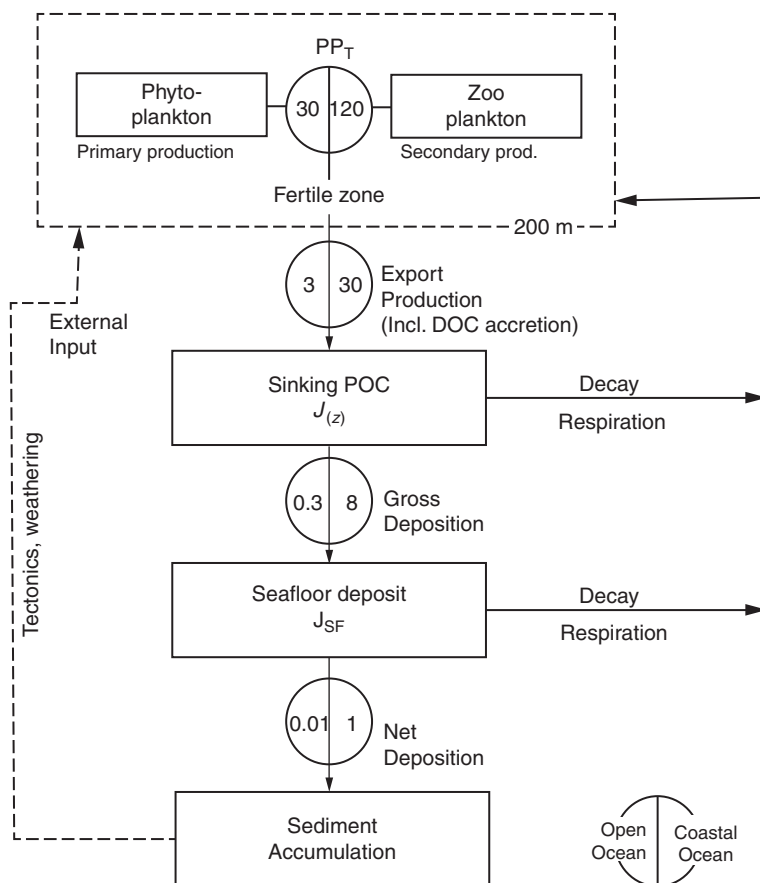 PP_T
Phyto-
plankton
30 120
Zoo
plankton
Primary production
Secondary prod.
Fertile zone
200 m
3 30
Export
Production
(Incl. DOC accretion)
External
Input
Sinking POC
J_(z)
Decay
Respiration
0.3 8
Gross
Deposition
Tectonics, weathering
Seafloor deposit
J_SF
Decay
Respiration
0.01 1
Net
Deposition
Sediment
Accumulation
Open
Ocean
Coastal
Ocean